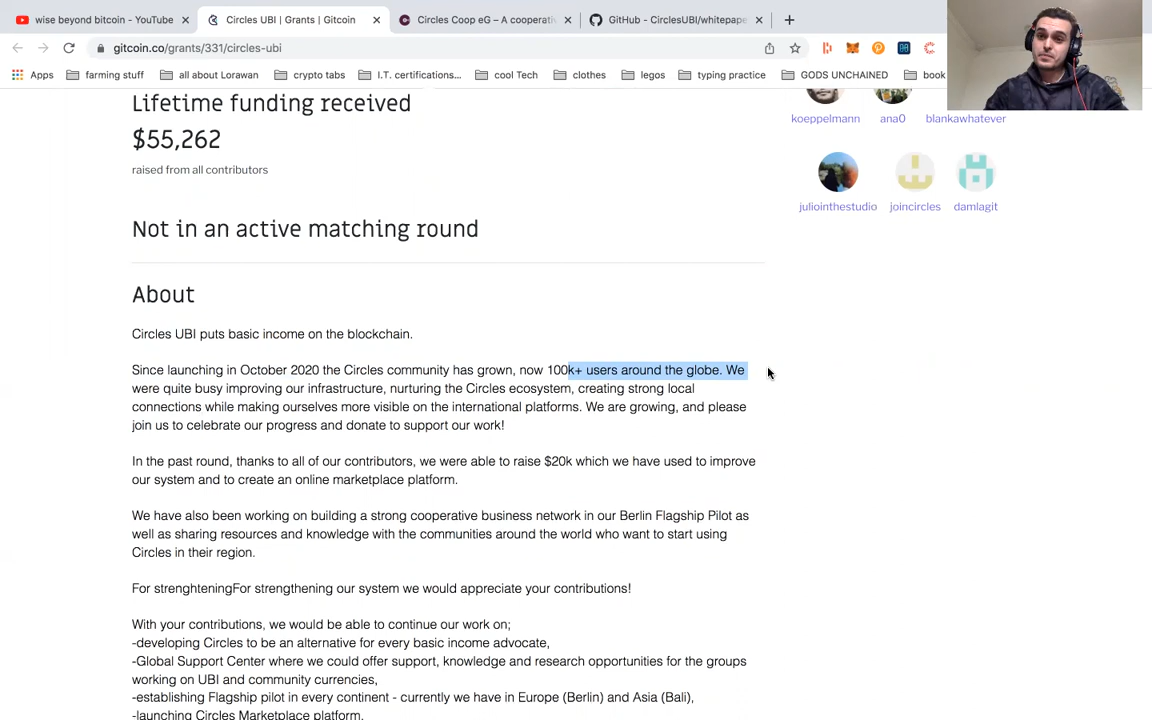 wise beyond bitcoin - YouTube
Circles UBI | Grants | Gitcoin
Circles Coop eG – A cooperati
GitHub - CirclesUBI/whitepape
gitcoin.co/grants/331/circles-ubi
Apps
farming stuff
all about Lorawan
crypto tabs
I.T. certifications...
cool Tech
clothes
legos
typing practice
GODS UNCHAINED
book
Lifetime funding received
$55,262
raised from all contributors
koeppelmann
ana0
blankawhatever
juliointhestudio
joincircles
damlagit
Not in an active matching round
About
Circles UBI puts basic income on the blockchain.
Since launching in October 2020 the Circles community has grown, now 100k+ users around the globe. We
were quite busy improving our infrastructure, nurturing the Circles ecosystem, creating strong local
connections while making ourselves more visible on the international platforms. We are growing, and please
join us to celebrate our progress and donate to support our work!
In the past round, thanks to all of our contributors, we were able to raise $20k which we have used to improve
our system and to create an online marketplace platform.
We have also been working on building a strong cooperative business network in our Berlin Flagship Pilot as
well as sharing resources and knowledge with the communities around the world who want to start using
Circles in their region.
For strenghteningFor strengthening our system we would appreciate your contributions!
With your contributions, we would be able to continue our work on;
-developing Circles to be an alternative for every basic income advocate,
-Global Support Center where we could offer support, knowledge and research opportunities for the groups
working on UBI and community currencies,
-establishing Flagship pilot in every continent - currently we have in Europe (Berlin) and Asia (Bali),
-launching Circles Marketplace platform.